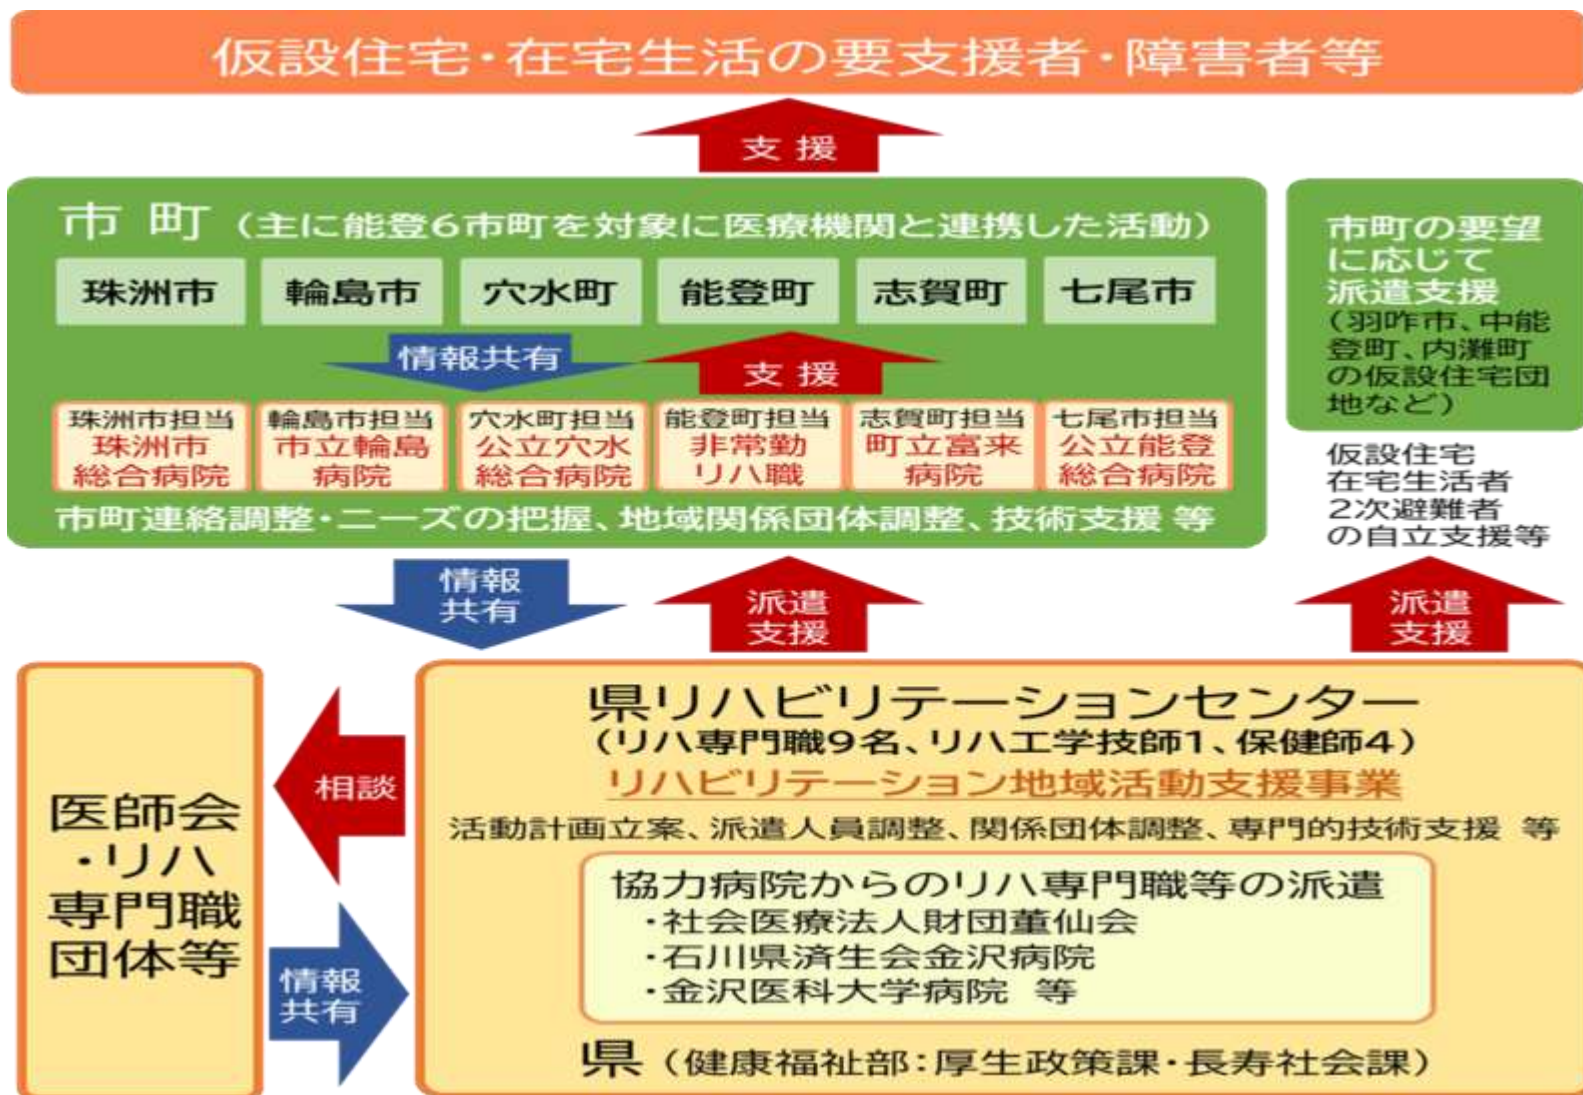 仮設住宅・在宅生活の要支援者・障害者等
支 援
市 町（主に能登6市町を対象に医療機関と連携した活動）
珠洲市
輪島市
穴水町
能登町
志賀町
七尾市
情報共有
支 援
珠洲市担当
珠洲市
総合病院
輪島市担当
市立輪島
病院
穴水町担当
公立穴水
総合病院
能登町担当
非常勤
リハ職
志賀町担当
町立富来
病院
七尾市担当
公立能登
総合病院
市町連絡調整・ニーズの把握、地域関係団体調整、技術支援 等
市町の要望
に応じて
派遣支援
（羽咋市、中能
登町、内灘町
の仮設住宅団
地など）
仮設住宅
在宅生活者
2次避難者
の自立支援等
情報
共有
派遣
支援
派遣
支援
医師会
・リハ
専門職
団体等
相談
情報
共有
県リハビリテーションセンター
（リハ専門職9名、リハ工学技師1、保健師4）
リハビリテーション地域活動支援事業
活動計画立案、派遣人員調整、関係団体調整、専門的技術支援 等
協力病院からのリハ専門職等の派遣
・社会医療法人財団董仙会
・石川県済生会金沢病院
・金沢医科大学病院 等
県（健康福祉部：厚生政策課・長寿社会課）